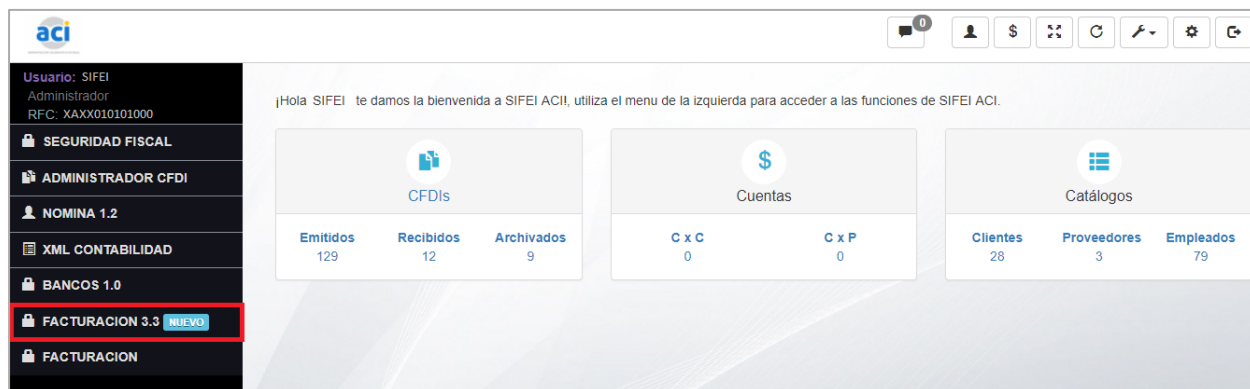 aci
0
Usuario: SIFEI
Administrador
RFC: XAXX010101000
SEGURIDAD FISCAL
ADMINISTRADOR CFDI
NOMINA 1.2
XML CONTABILIDAD
BANCOS 1.0
FACTURACION 3.3 NUEVO
FACTURACION
¡Hola SIFEI te damos la bienvenida a SIFEI ACI!, utiliza el menu de la izquierda para acceder a las funciones de SIFEI ACI.
CFDIs
Emitidos Recibidos Archivados
129 12 9
$
Cuentas
C x C C x P
0 0
Catálogos
Clientes Proveedores Empleados
28 3 79